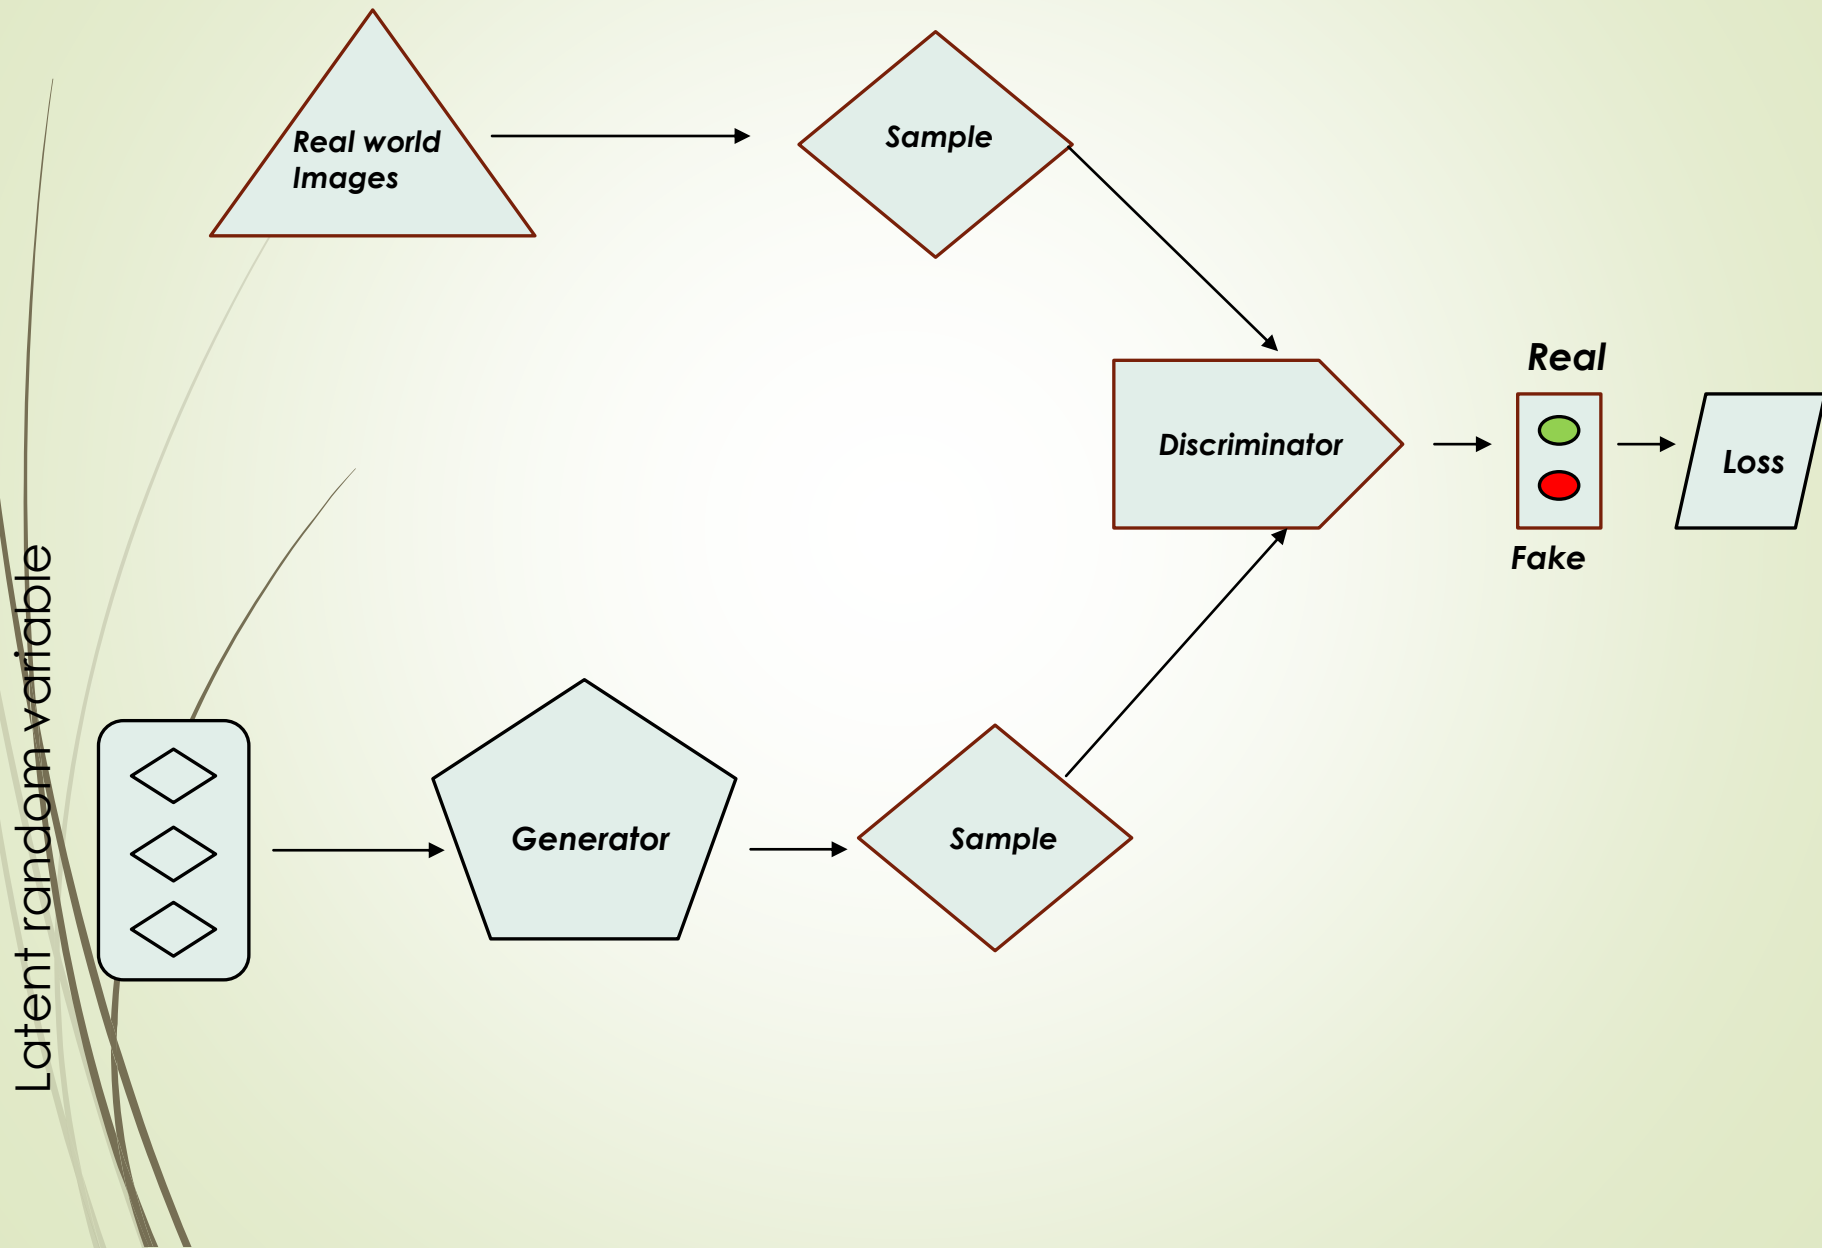 Real world
Images
Sample
Real
Discriminator
Loss
Fake
Latent random variable
Generator
Sample